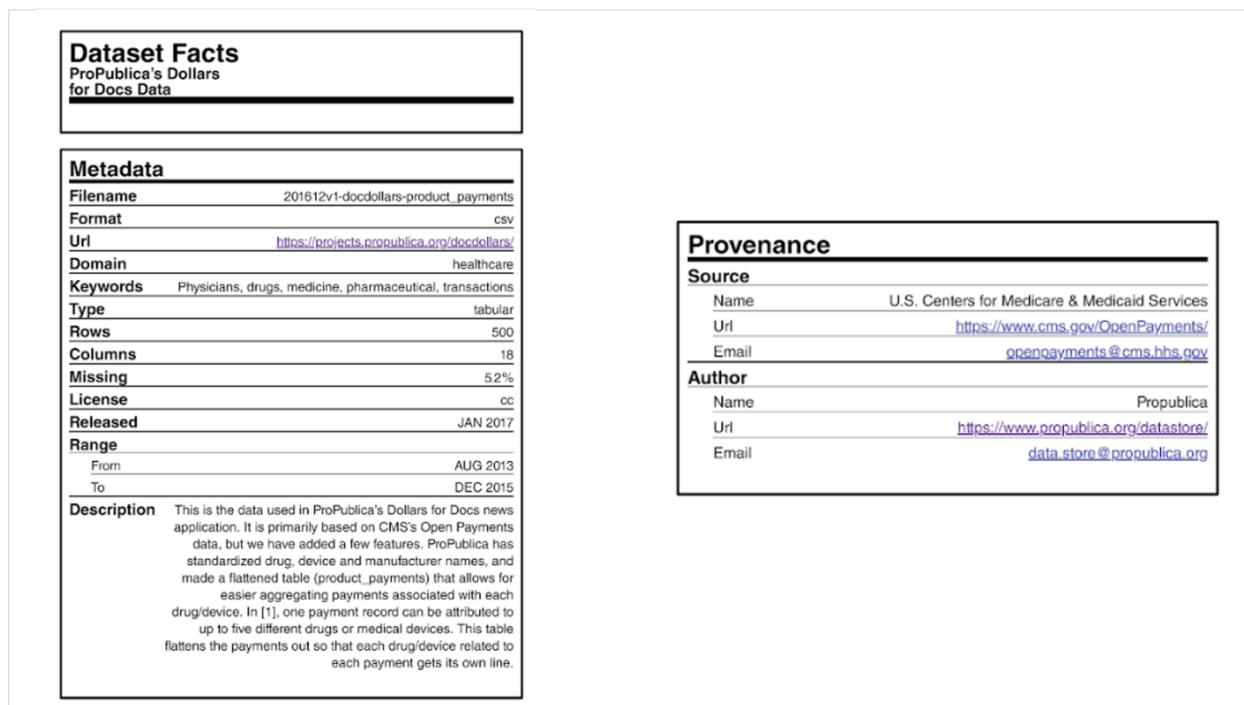 Dataset Facts
ProPublica's Dollars
for Docs Data
Metadata
Filename 201612v1-docdollars-product_payments
Format csv
Url https://projects.propublica.org/docdollars/
Domain healthcare
Keywords Physicians, drugs, medicine, pharmaceutical, transactions
Type tabular
Rows 500
Columns 18
Missing 5.2%
License cc
Released JAN 2017
Range
From AUG 2013
To DEC 2015
Description This is the data used in ProPublica's Dollars for Docs news
application. It is primarily based on CMS's Open Payments
data, but we have added a few features. ProPublica has
standardized drug, device and manufacturer names, and
made a flattened table (product_payments) that allows for
easier aggregating payments associated with each
drug/device. In [1], one payment record can be attributed to
up to five different drugs or medical devices. This table
flattens the payments out so that each drug/device related to
each payment gets its own line.
Provenance
Source
Name U.S. Centers for Medicare & Medicaid Services
Url https://www.cms.gov/OpenPayments/
Email openpayments@cms.hhs.gov
Author
Name Propublica
Url https://www.propublica.org/datastore/
Email data.store@propublica.org